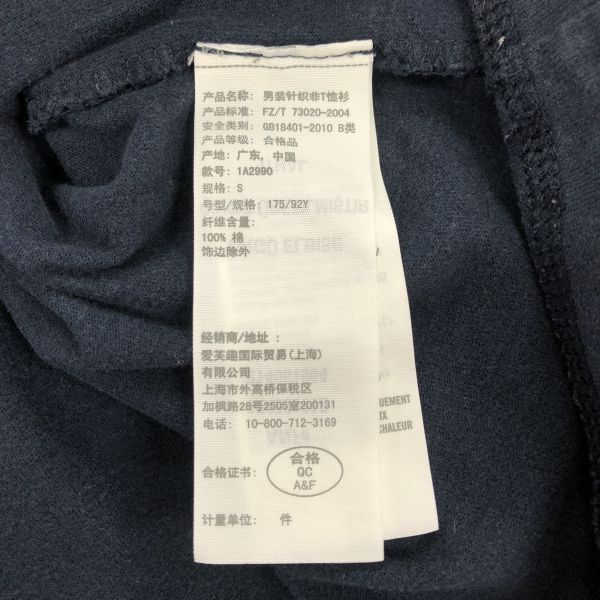 产品名称: 男装针织非T恤衫
产品标准: FZ/T 73020-2004
安全类别: GB18401-2010 B类
产品等级: 合格品
产地: 广东, 中国
款号: 1A2990
规格: S
号型/规格: 175/92Y
纤维含量:
100% 棉
饰边除外
经销商/地址:
爱芙趣国际贸易(上海)
有限公司
上海市外高桥保税区
加枫路28号2505室200131
电话: 10-800-712-3169
合格证书:
合格
QC
A&F
计量单位: 件
QUEMENT
UX
CHALEUR